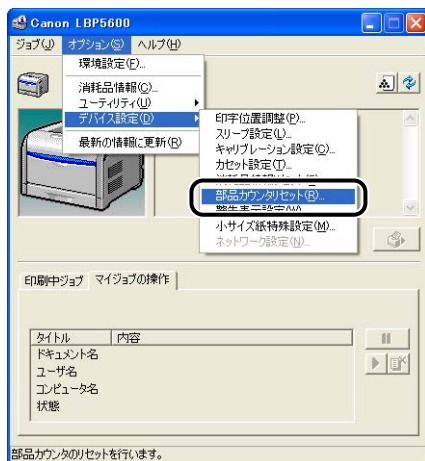 Canon LBP5600
ジョブ(J) オプション(S) ヘルプ(H)
環境設定(F)...
消耗品情報(C)...
ユーティリティ(U)
デバイス設定(D)
最新の情報に更新(R)
印字位置調整(P)...
スリープ設定(L)...
キャリブレーション設定(C)...
カセット設定(T)...
部品カウンタリセット(R)...
小サイズ紙特殊設定(M)...
ネットワーク設定(N)...
印刷中ジョブ マイジョブの操作
タイトル 内容
ドキュメント名
ユーザ名
コンピュータ名
状態
部品カウンタのリセットを行います。